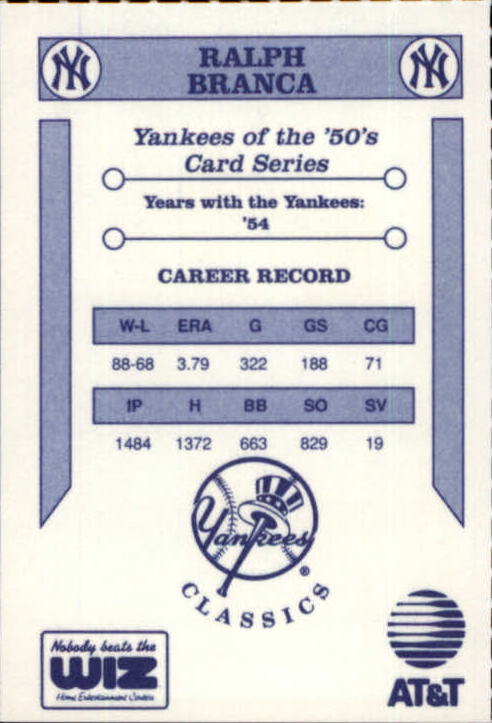 RALPH
BRANCA
Yankees of the '50's
Card Series
Years with the Yankees:
'54
CAREER RECORD
W-L ERA G GS CG
88-68 3.79 322 188 71
IP H BB SO SV
1484 1372 663 829 19
Yankees
®
CLASSICS
Nobody beats the
WIZ
Home Entertainment Centers
AT&T